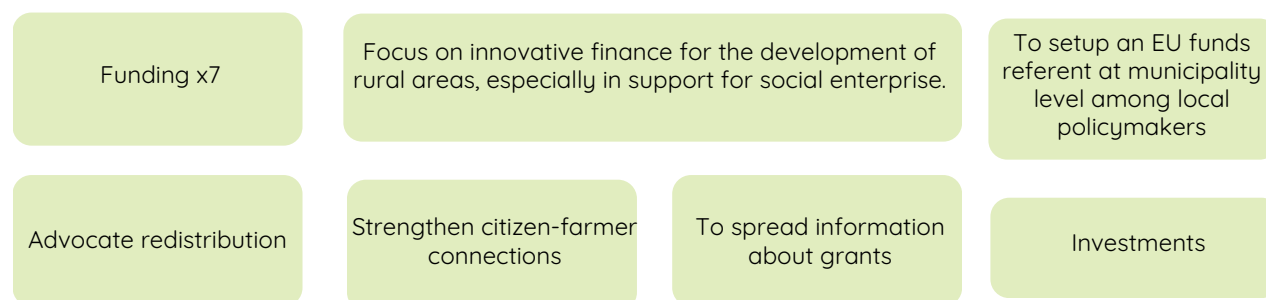 Funding x7
Focus on innovative finance for the development of
rural areas, especially in support for social enterprise.
To setup an EU funds
referent at municipality
level among local
policymakers
Advocate redistribution
Strengthen citizen-farmer
connections
To spread information
about grants
Investments